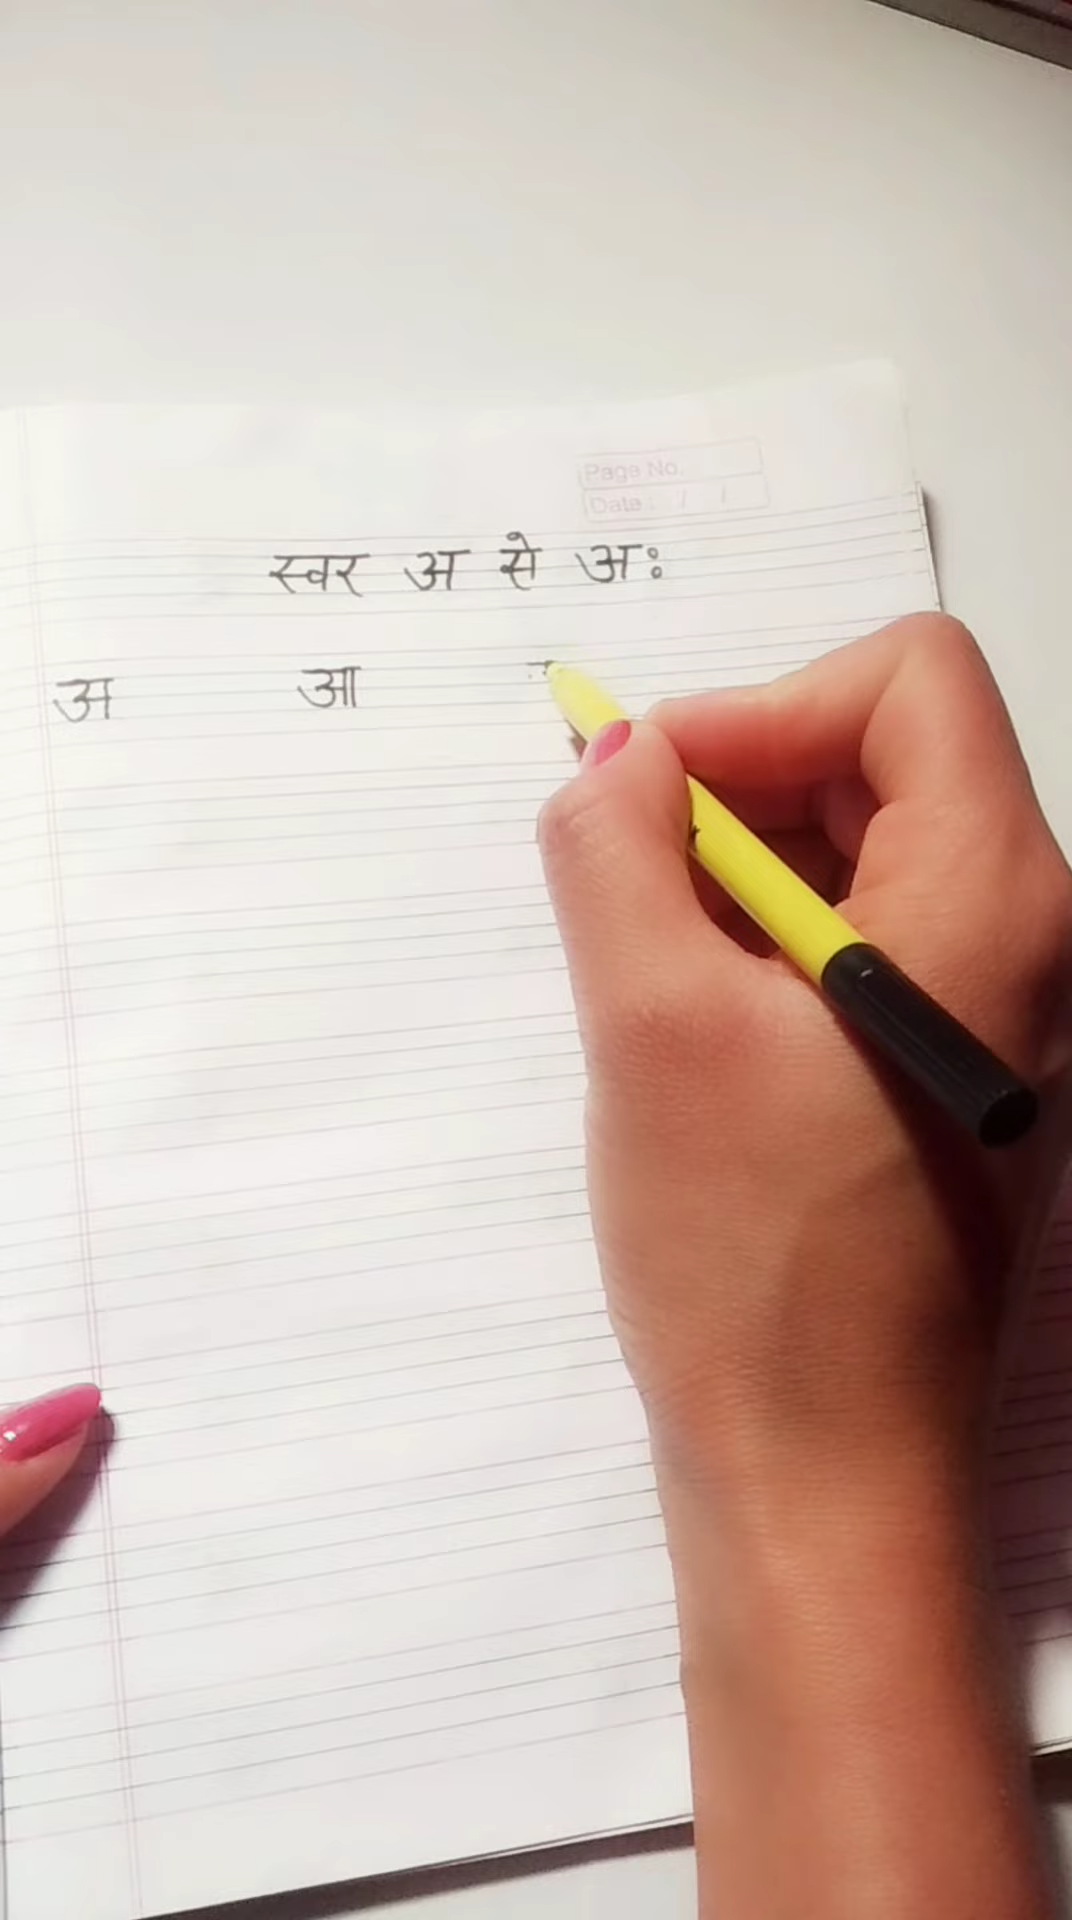 Page No.
Date : / /
स्वर अ से अः
अ आ